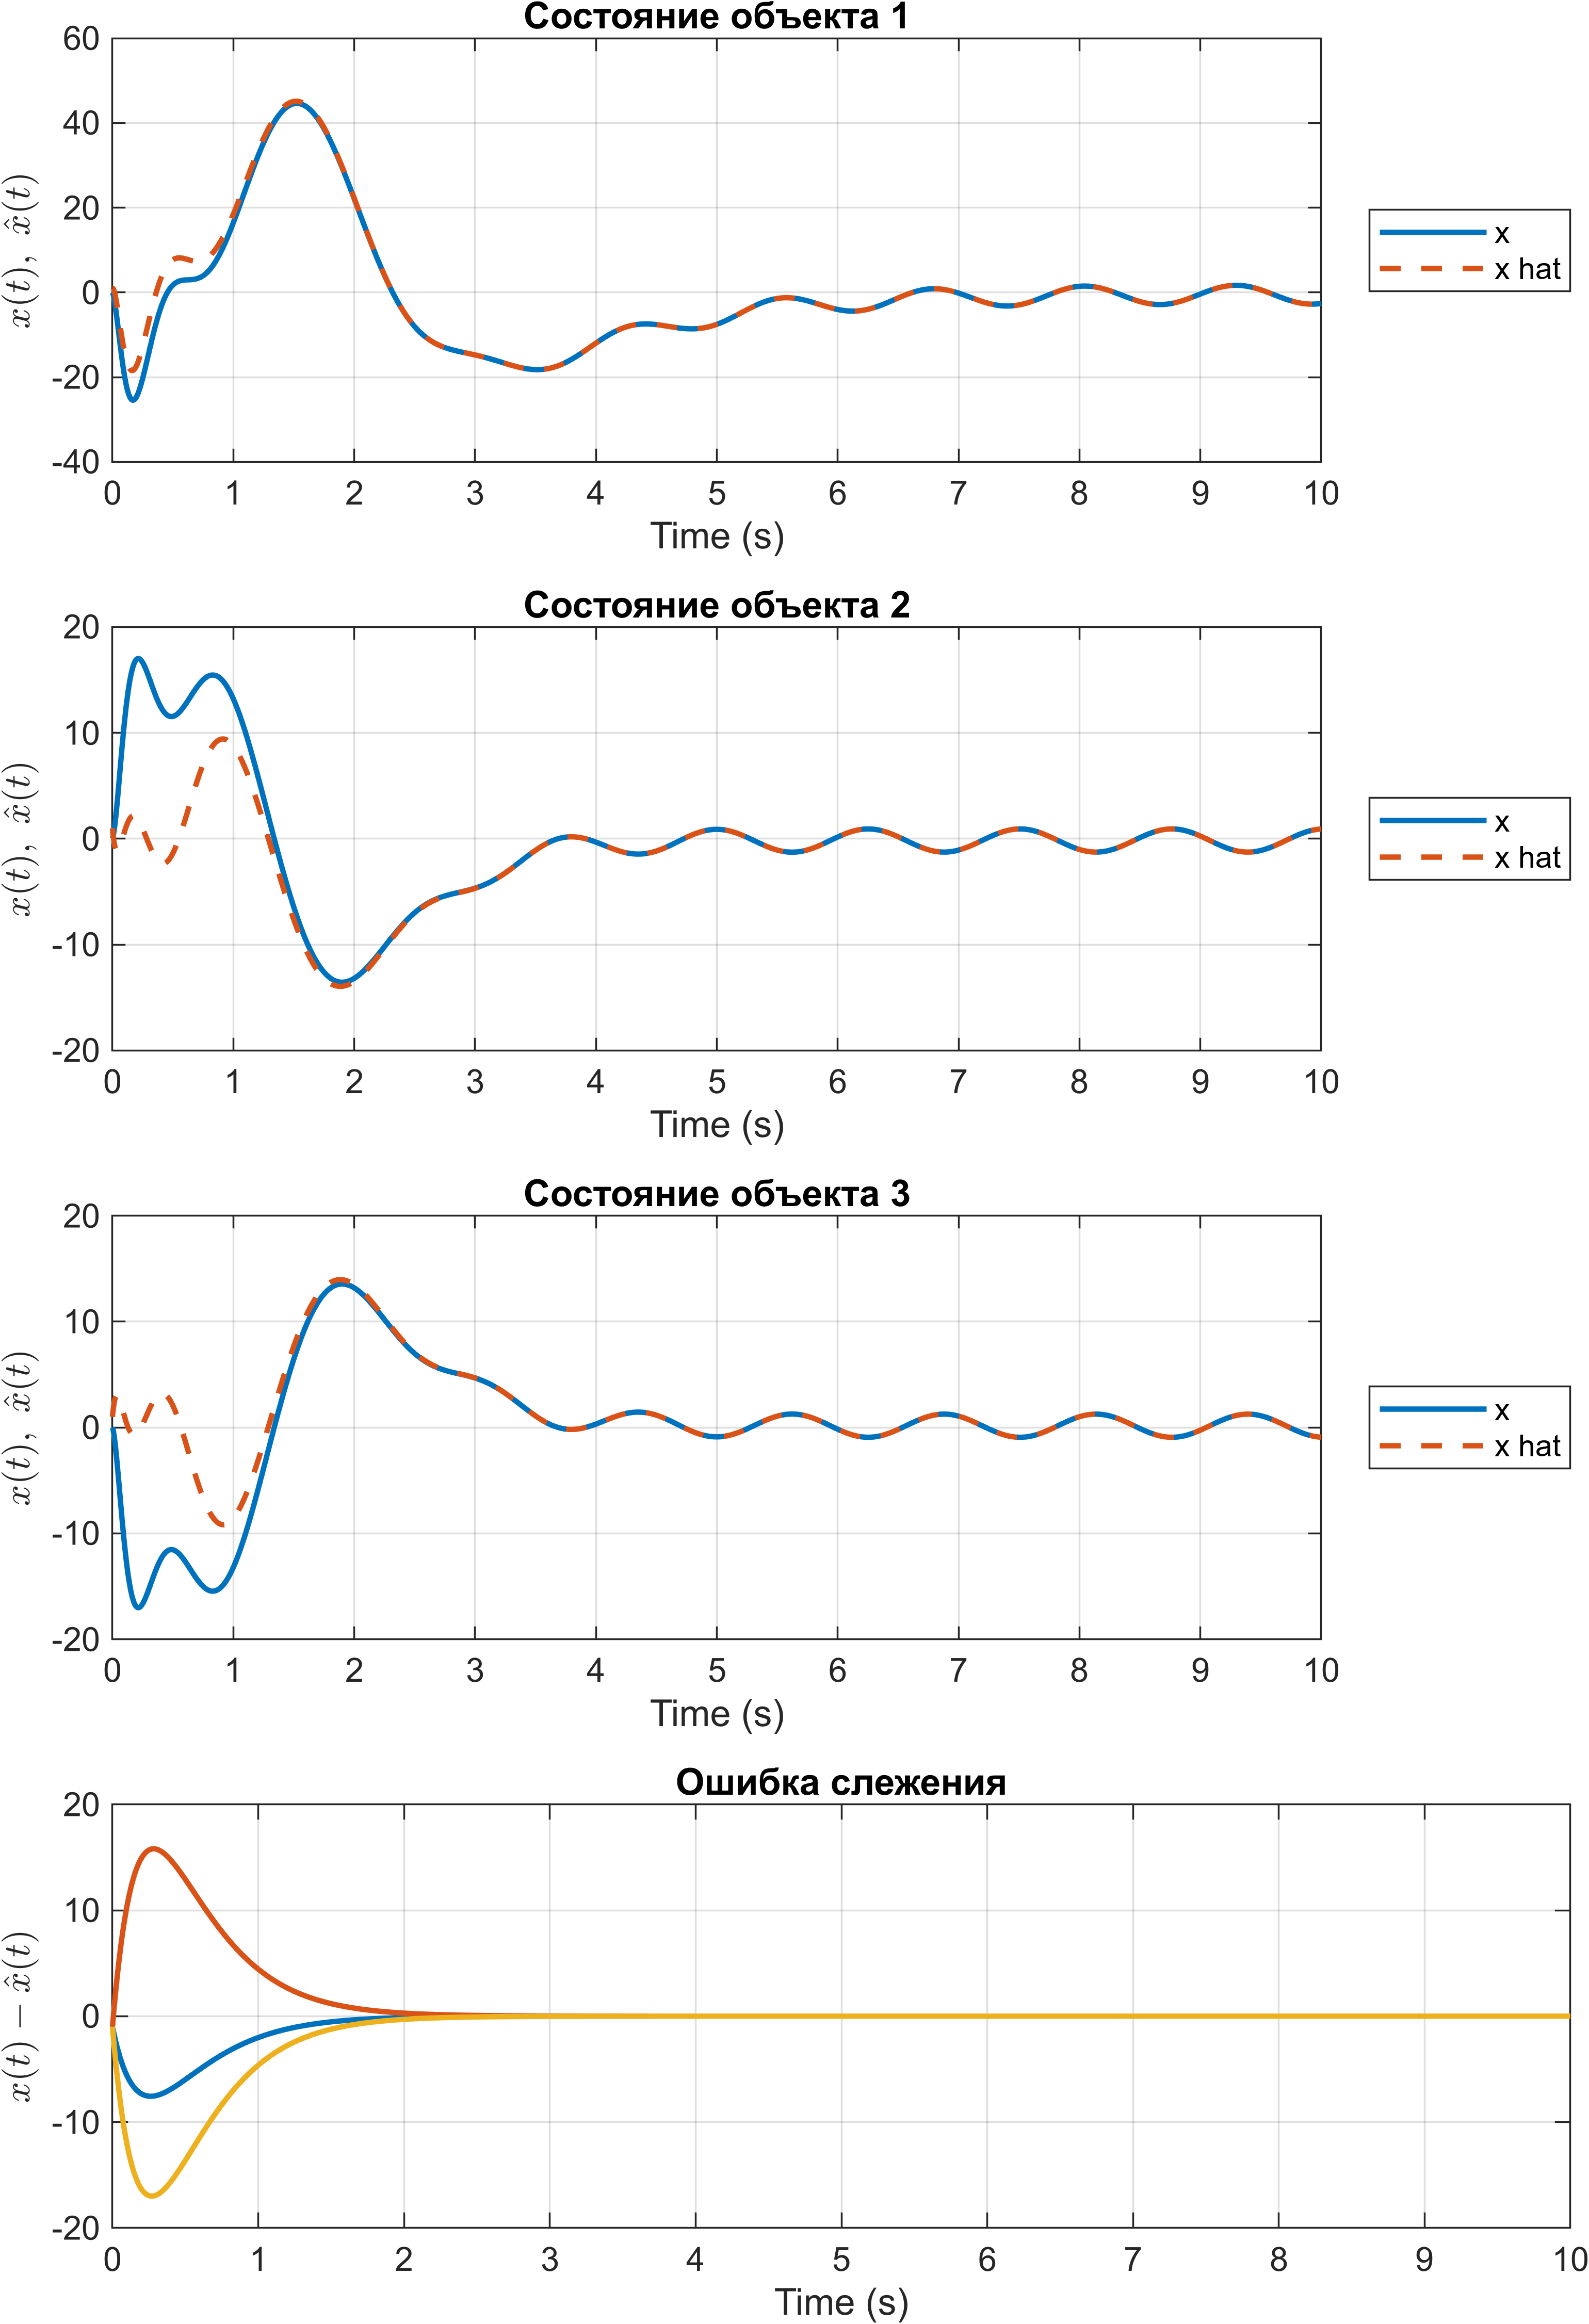 Состояние объекта 1
60
40
20
0
-20
-40
x(t), x̂(t)
0 1 2 3 4 5 6 7 8 9 10
Time (s)
x
x hat
Состояние объекта 2
20
10
0
-10
-20
x(t), x̂(t)
0 1 2 3 4 5 6 7 8 9 10
Time (s)
x
x hat
Состояние объекта 3
20
10
0
-10
-20
x(t), x̂(t)
0 1 2 3 4 5 6 7 8 9 10
Time (s)
x
x hat
Ошибка слежения
20
10
0
-10
-20
x(t) − x̂(t)
0 1 2 3 4 5 6 7 8 9 10
Time (s)